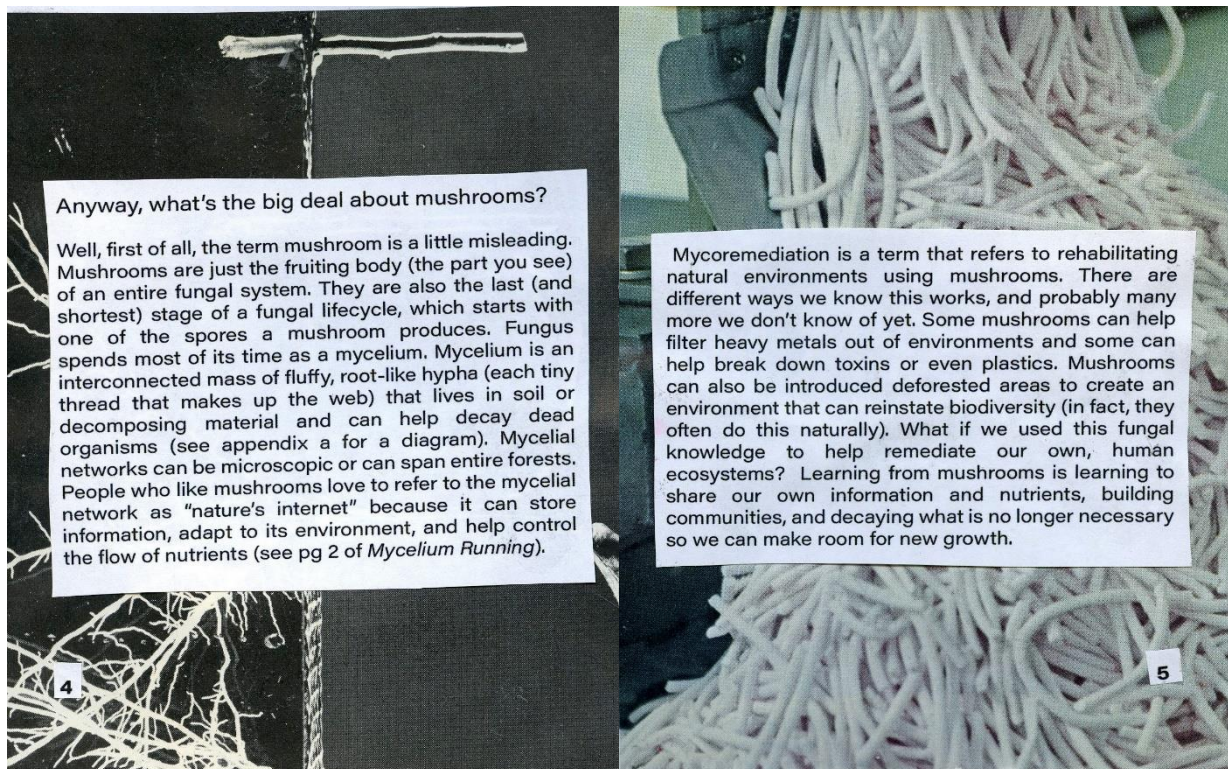 Anyway, what's the big deal about mushrooms?
Well, first of all, the term mushroom is a little misleading.
Mushrooms are just the fruiting body (the part you see)
of an entire fungal system. They are also the last (and
shortest) stage of a fungal lifecycle, which starts with
one of the spores a mushroom produces. Fungus
spends most of its time as a mycelium. Mycelium is an
interconnected mass of fluffy, root-like hypha (each tiny
thread that makes up the web) that lives in soil or
decomposing material and can help decay dead
organisms (see appendix a for a diagram). Mycelial
networks can be microscopic or can span entire forests.
People who like mushrooms love to refer to the mycelial
network as "nature's internet" because it can store
information, adapt to its environment, and help control
the flow of nutrients (see pg 2 of Mycelium Running).
4
Mycoremediation is a term that refers to rehabilitating
natural environments using mushrooms. There are
different ways we know this works, and probably many
more we don't know of yet. Some mushrooms can help
filter heavy metals out of environments and some can
help break down toxins or even plastics. Mushrooms
can also be introduced deforested areas to create an
environment that can reinstate biodiversity (in fact, they
often do this naturally). What if we used this fungal
knowledge to help remediate our own, human
ecosystems? Learning from mushrooms is learning to
share our own information and nutrients, building
communities, and decaying what is no longer necessary
so we can make room for new growth.
5